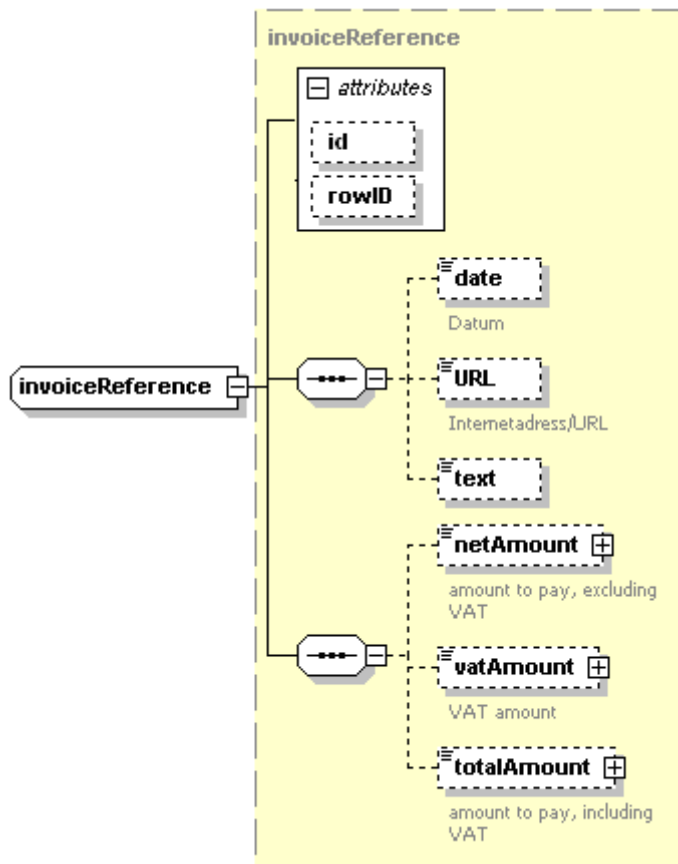 invoiceReference
attributes
id
rowID
date
Datum
URL
Internetadress/URL
text
invoiceReference
netAmount
amount to pay, excluding
VAT
vatAmount
VAT amount
totalAmount
amount to pay, including
VAT